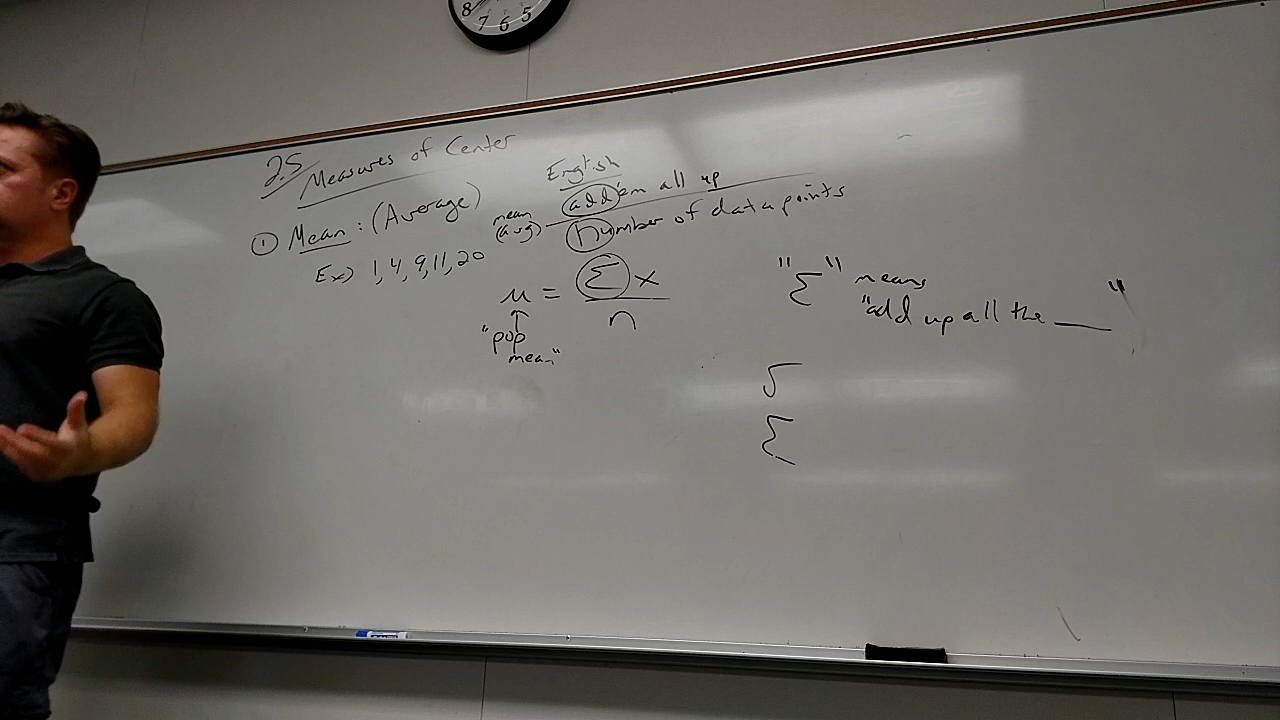 8 7 6 5
2.5 Measures of Center
① Mean: (Average)
Ex) 1, 4, 9, 11, 20
English
mean (avg) add'em all up
number of data points
μ = Σx
n
↑
"pop
mean"
"Σ" means
"add up all the ___"
Σ